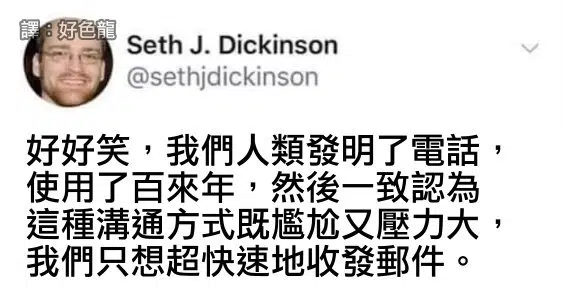 譯：好色龍
Seth J. Dickinson
@sethjdickinson
好好笑，我們人類發明了電話，
使用了百來年，然後一致認為
這種溝通方式既尷尬又壓力大，
我們只想超快速地收發郵件。